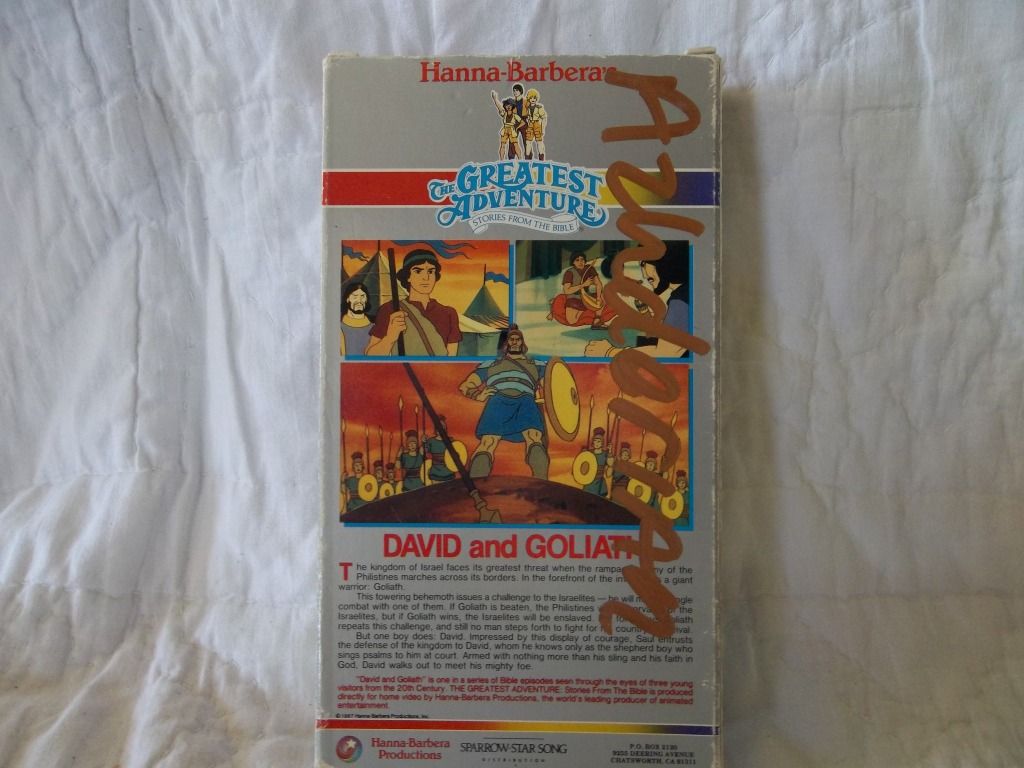 Hanna-Barbera
THE GREATEST
ADVENTURE
STORIES FROM THE BIBLE
DAVID and GOLIATH
The kingdom of Israel faces its greatest threat when the of the
Philistines marches across its borders. In the forefront of the a giant
warrior: Goliath.
This towering behemoth issues a challenge to the Israelites — he will
combat with one of them. If Goliath is beaten, the Philistines the
Israelites, but if Goliath wins, the Israelites will be enslaved. Goliath
repeats this challenge, and still no man steps forth to fight for
But one boy does: David. Impressed by this display of courage, Saul entrusts
the defense of the kingdom to David, whom he knows only as the shepherd boy who
sings psalms to him at court. Armed with nothing more than his sling and his faith in
God, David walks out to meet his mighty foe.
"David and Goliath" is one in a series of Bible episodes seen through the eyes of three young
visitors from the 20th Century. THE GREATEST ADVENTURE: Stories From The Bible is produced
directly for home video by Hanna-Barbera Productions, the world's leading producer of animated
entertainment.
© 1987 Hanna-Barbera Productions, Inc.
Hanna-Barbera
Productions
SPARROW-STAR SONG
DISTRIBUTION
P.O. BOX 2120
9255 DEERING AVENUE
CHATSWORTH, CA 91311